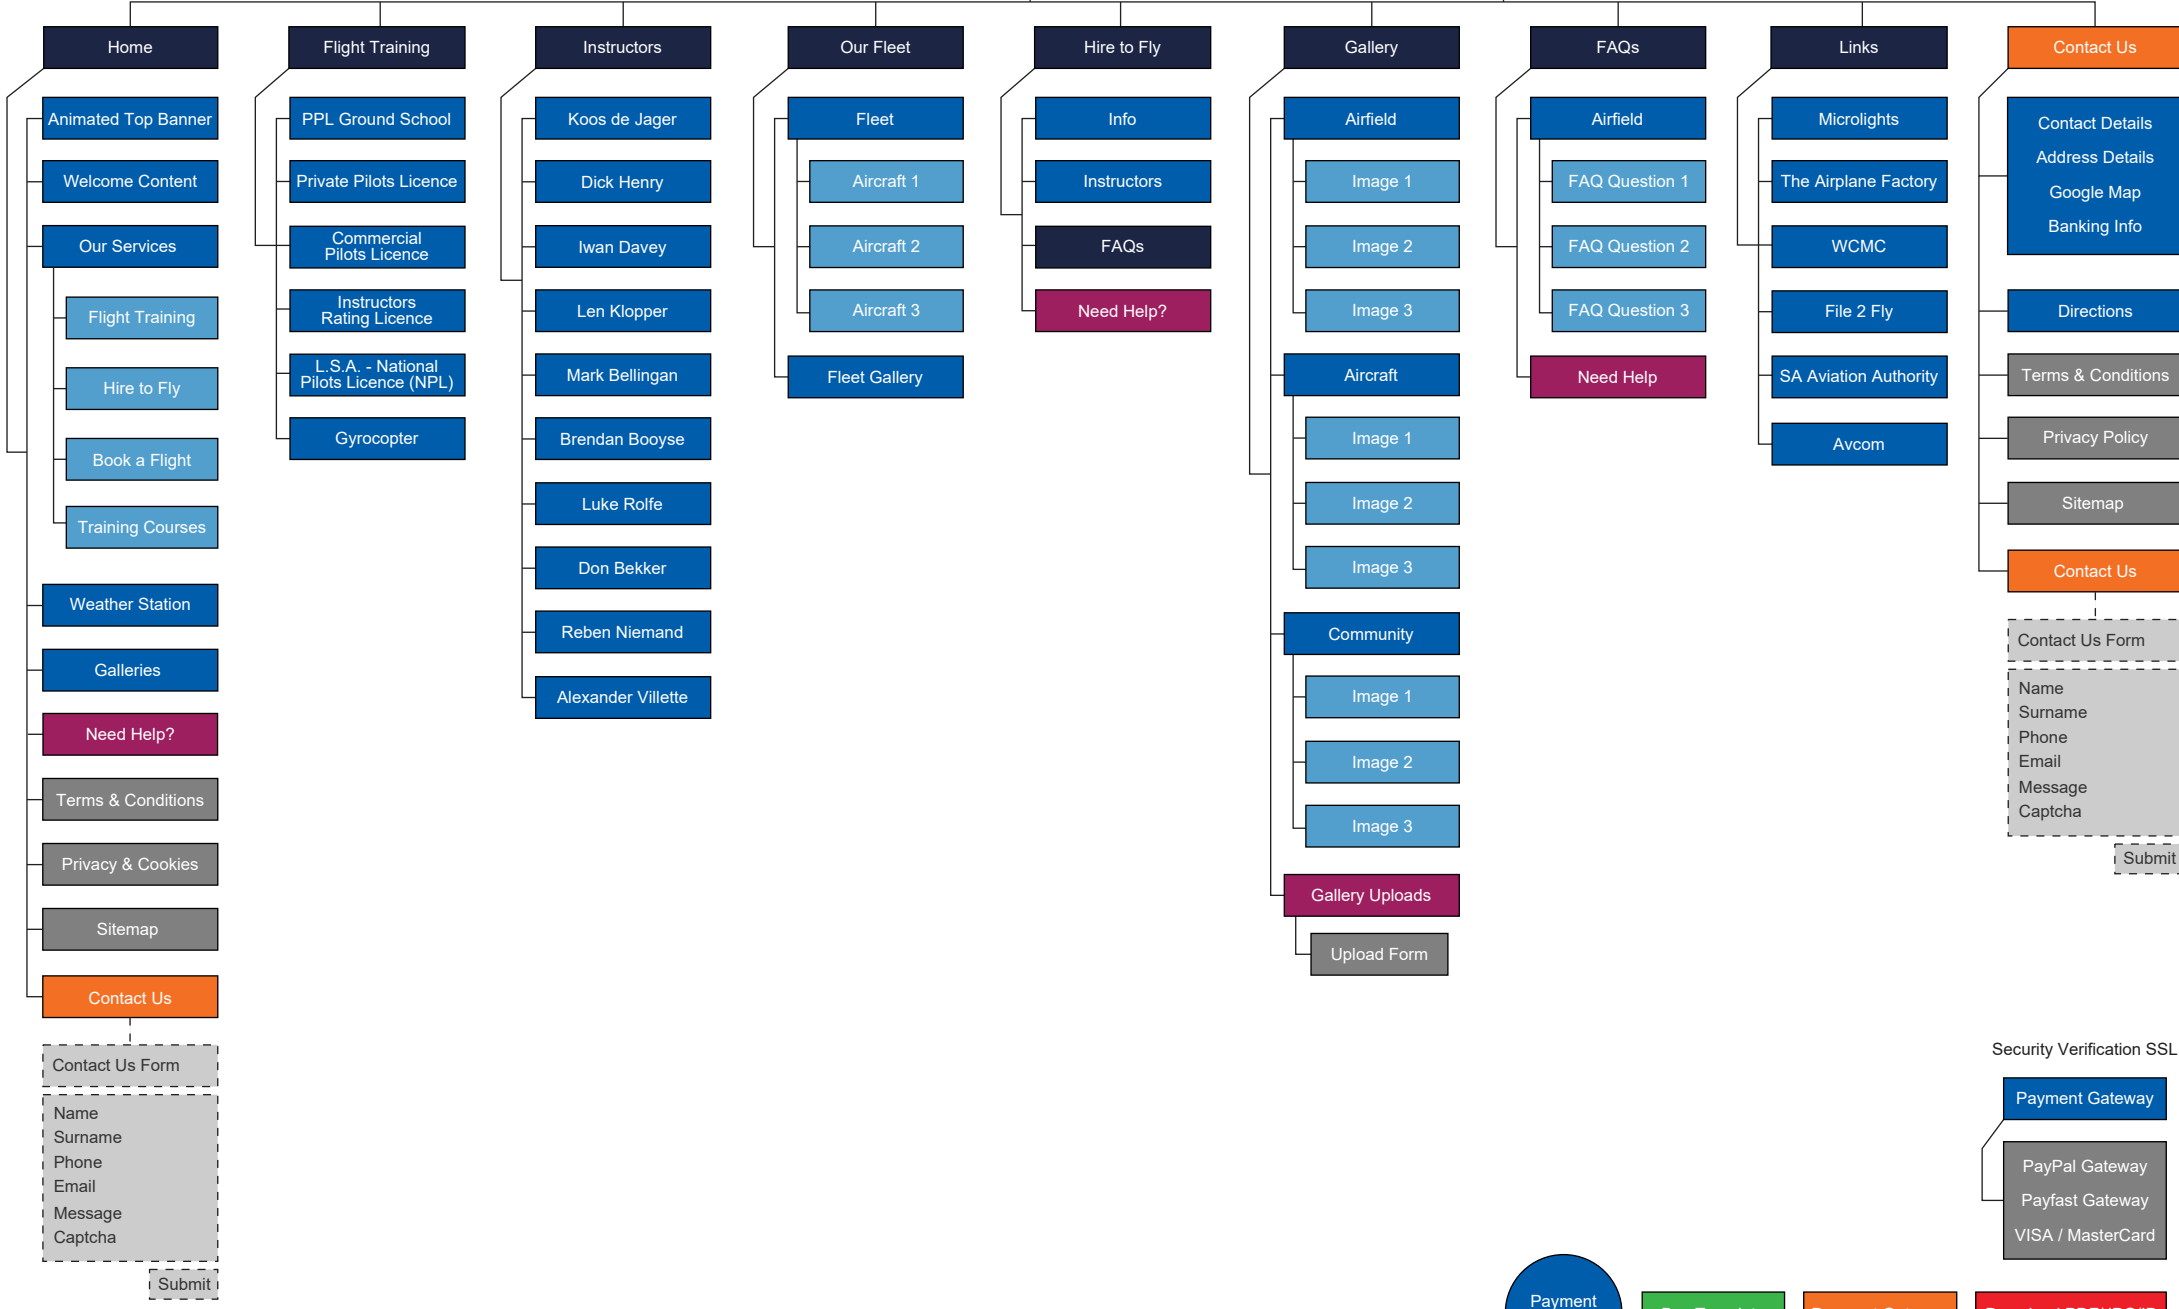 Home
Animated Top Banner
Welcome Content
Our Services
Flight Training
Hire to Fly
Book a Flight
Training Courses
Weather Station
Galleries
Need Help?
Terms & Conditions
Privacy & Cookies
Sitemap
Contact Us
Contact Us Form
Name
Surname
Phone
Email
Message
Captcha
Submit
Flight Training
PPL Ground School
Private Pilots Licence
Commercial
Pilots Licence
Instructors
Rating Licence
L.S.A. - National
Pilots Licence (NPL)
Gyrocopter
Instructors
Koos de Jager
Dick Henry
Iwan Davey
Len Klopper
Mark Bellingan
Brendan Booyse
Luke Rolfe
Don Bekker
Reben Niemand
Alexander Villette
Our Fleet
Fleet
Aircraft 1
Aircraft 2
Aircraft 3
Fleet Gallery
Hire to Fly
Info
Instructors
FAQs
Need Help?
Gallery
Airfield
Image 1
Image 2
Image 3
Aircraft
Image 1
Image 2
Image 3
Community
Image 1
Image 2
Image 3
Gallery Uploads
Upload Form
FAQs
Airfield
FAQ Question 1
FAQ Question 2
FAQ Question 3
Need Help
Links
Microlights
The Airplane Factory
WCMC
File 2 Fly
SA Aviation Authority
Avcom
Contact Us
Contact Details
Address Details
Google Map
Banking Info
Directions
Terms & Conditions
Privacy Policy
Sitemap
Contact Us
Contact Us Form
Name
Surname
Phone
Email
Message
Captcha
Submit
Security Verification SSL
Payment Gateway
PayPal Gateway
Payfast Gateway
VISA / MasterCard
Payment